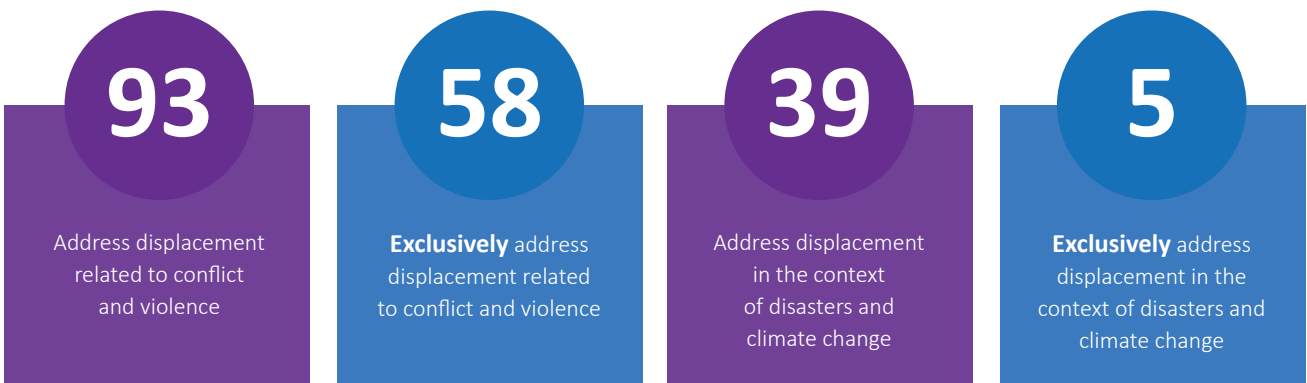 93
Address displacement
related to conflict
and violence
58
Exclusively address
displacement related
to conflict and violence
39
Address displacement
in the context
of disasters and
climate change
5
Exclusively address
displacement in the
context of disasters and
climate change